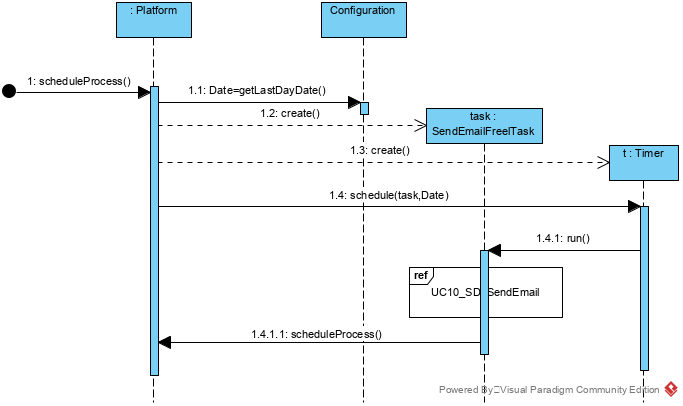 : Platform
Configuration
1: scheduleProcess()
1.1: Date=getLastDayDate()
1.2: create()
task :
SendEmailFreelTask
1.3: create()
t : Timer
1.4: schedule(task,Date)
1.4.1: run()
ref
UC10_SD_SendEmail
1.4.1.1: scheduleProcess()
Powered By Visual Paradigm Community Edition